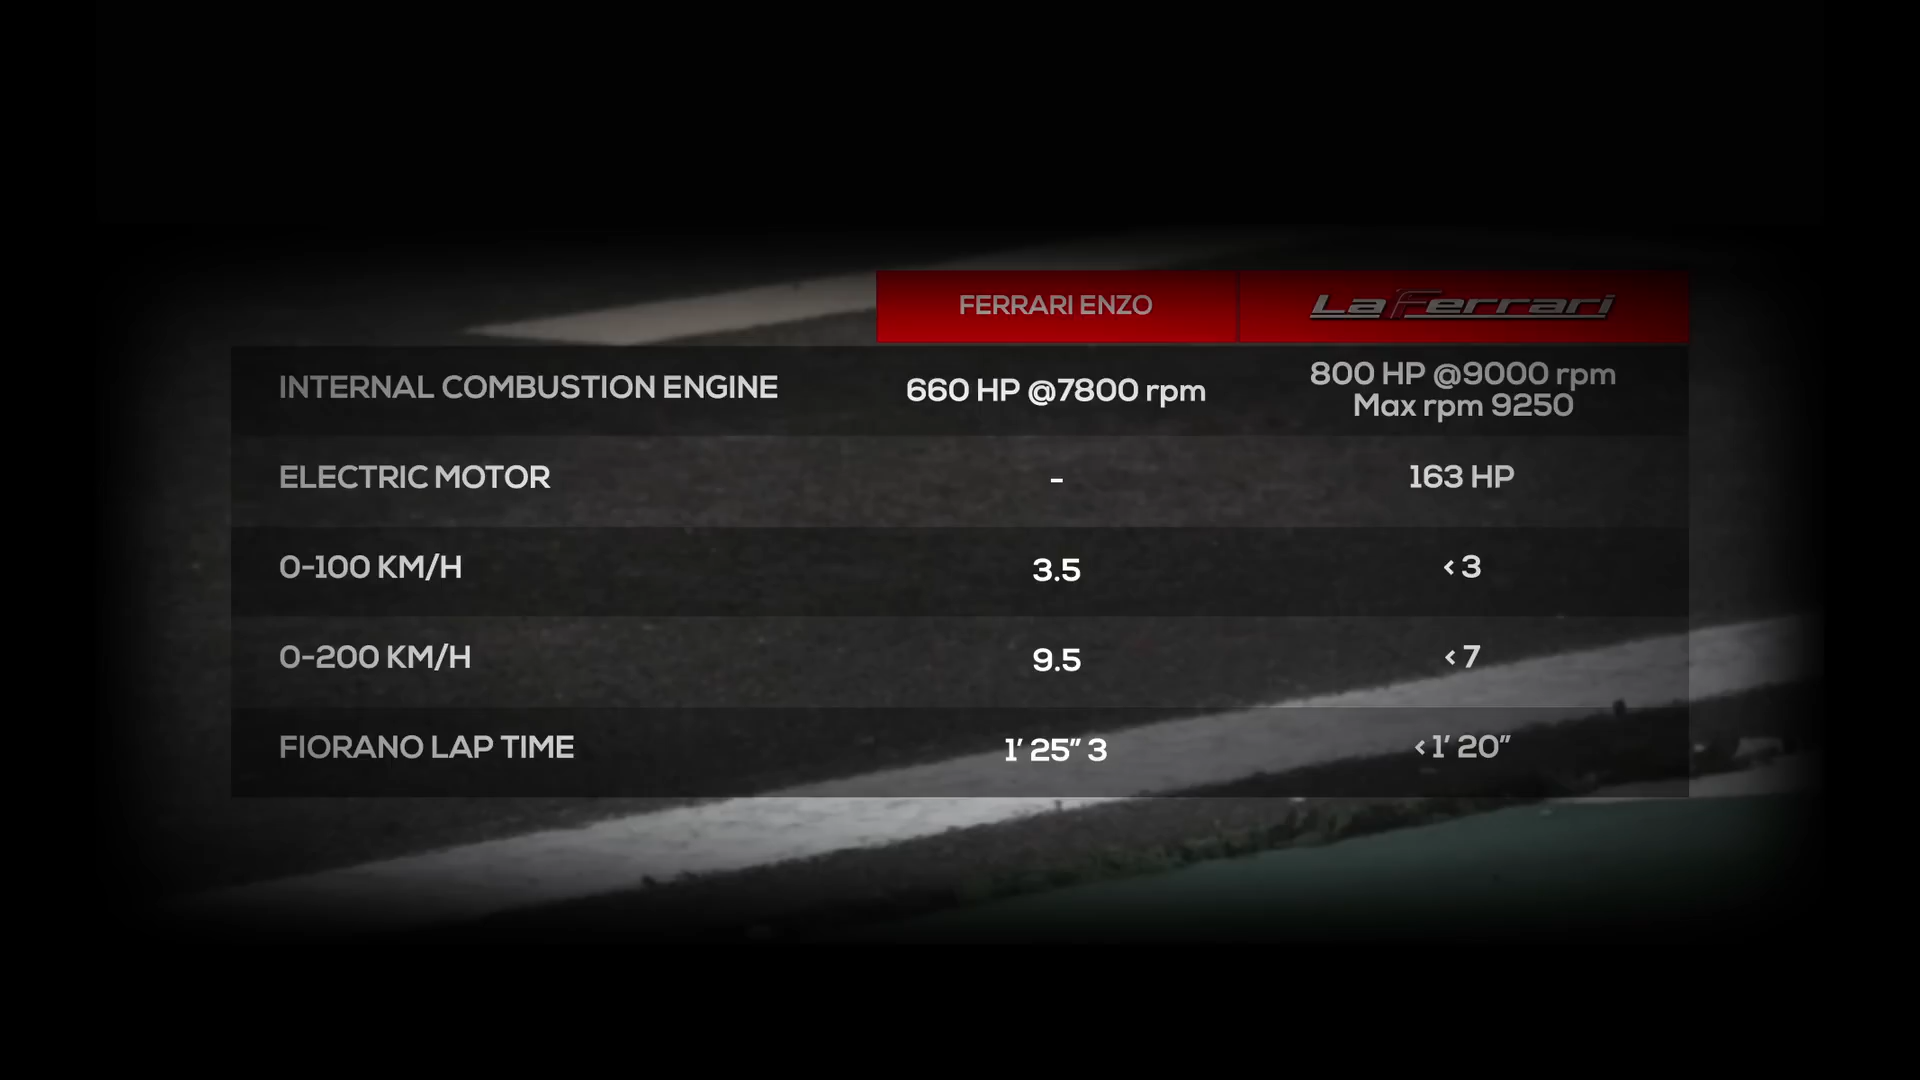 FERRARI ENZO
LaFerrari
INTERNAL COMBUSTION ENGINE
660 HP @7800 rpm
800 HP @9000 rpm
Max rpm 9250
ELECTRIC MOTOR
-
163 HP
0-100 KM/H
3.5
< 3
0-200 KM/H
9.5
< 7
FIORANO LAP TIME
1’ 25” 3
< 1’ 20”